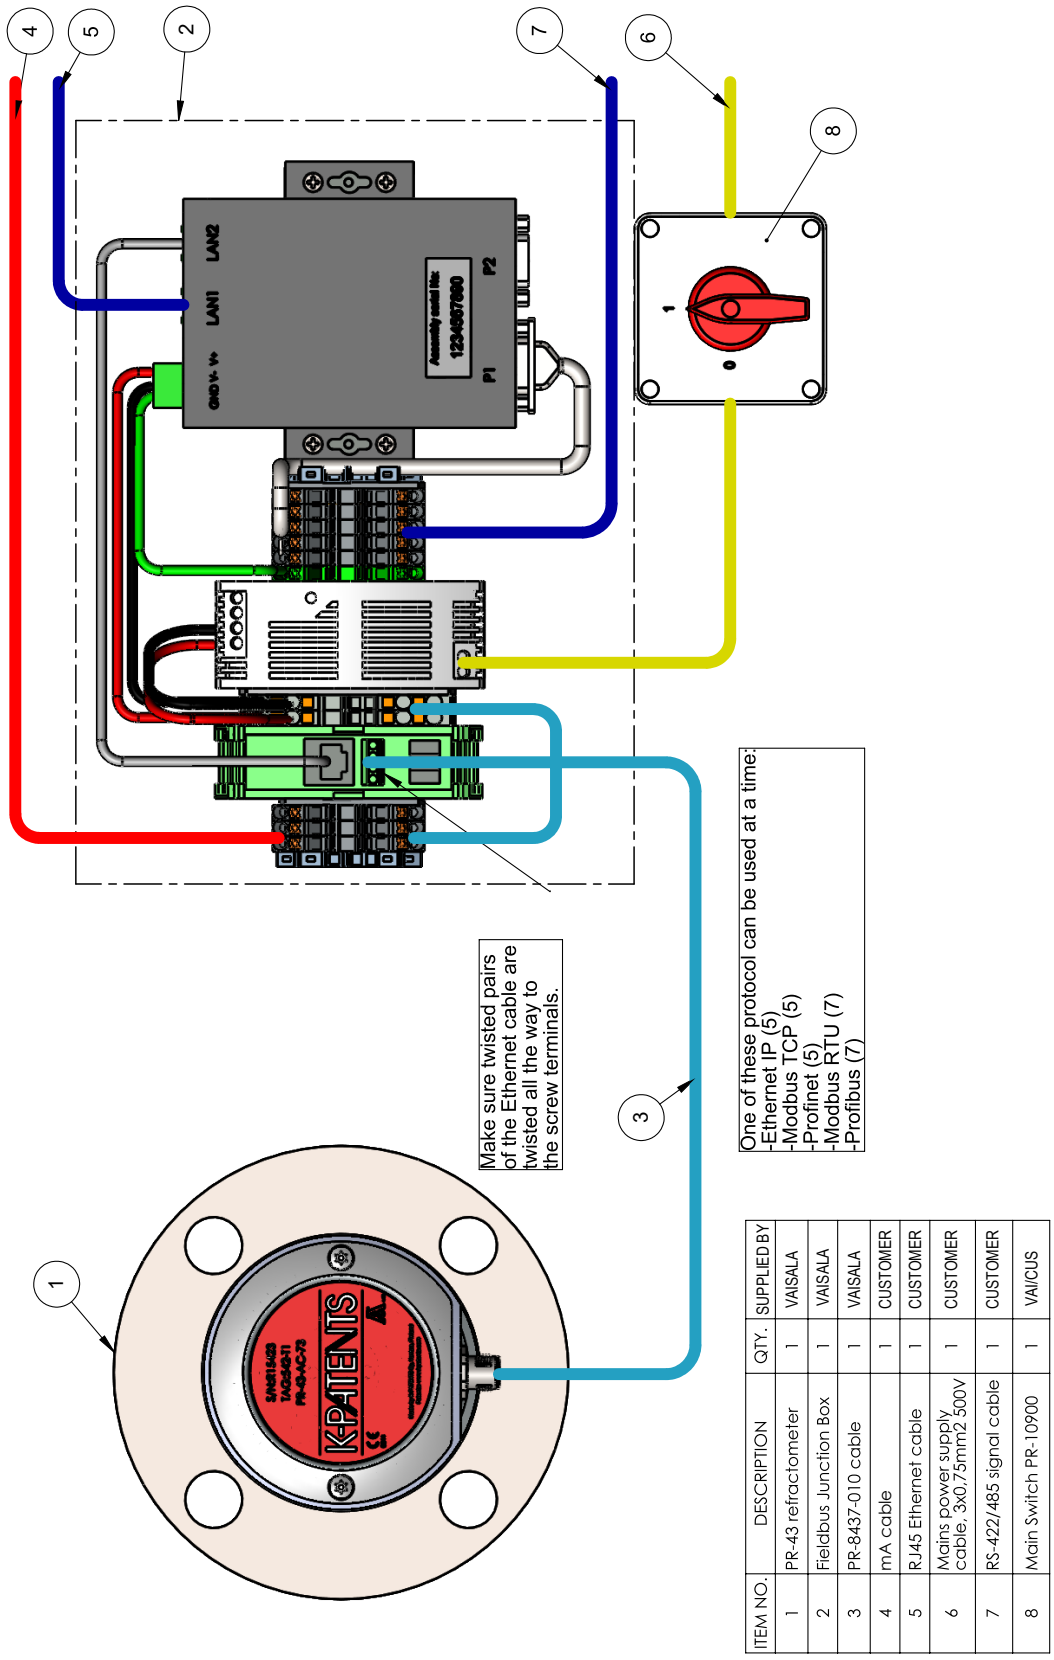 1
S/N:R15423
TAG:542-T1
PR-43-AC-73
K-PATENTS
CE
4
5
2
7
6
8
3
GND V- V+
LAN1
LAN2
Assembly serial No:
1234567890
P1
P2
1
0
Make sure twisted pairs
of the Ethernet cable are
twisted all the way to
the screw terminals.
One of these protocol can be used at a time:
-Ethernet IP (5)
-Modbus TCP (5)
-Profinet (5)
-Modbus RTU (7)
-Profibus (7)
ITEM NO. DESCRIPTION QTY. SUPPLIED BY
1 PR-43 refractometer 1 VAISALA
2 Fieldbus Junction Box 1 VAISALA
3 PR-8437-010 cable 1 VAISALA
4 mA cable 1 CUSTOMER
5 RJ45 Ethernet cable 1 CUSTOMER
6 Mains power supply
cable, 3x0,75mm2 500V 1 CUSTOMER
7 RS-422/485 signal cable 1 CUSTOMER
8 Main Switch PR-10900 1 VAI/CUS